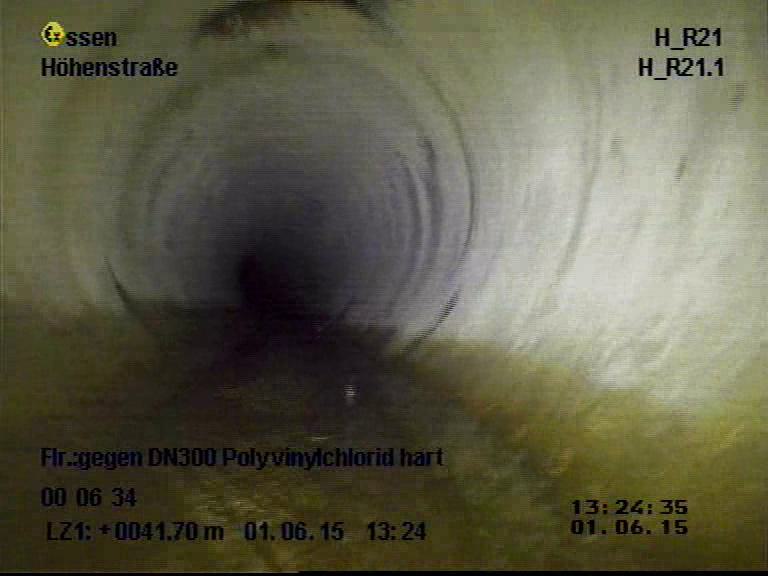 Essen
Höhenstraße
H_R21
H_R21.1
Flr.:gegen DN300 Polyvinylchlorid hart
00 06 34
LZ1: +0041.70 m 01.06.15 13:24
13:24:35
01.06.15